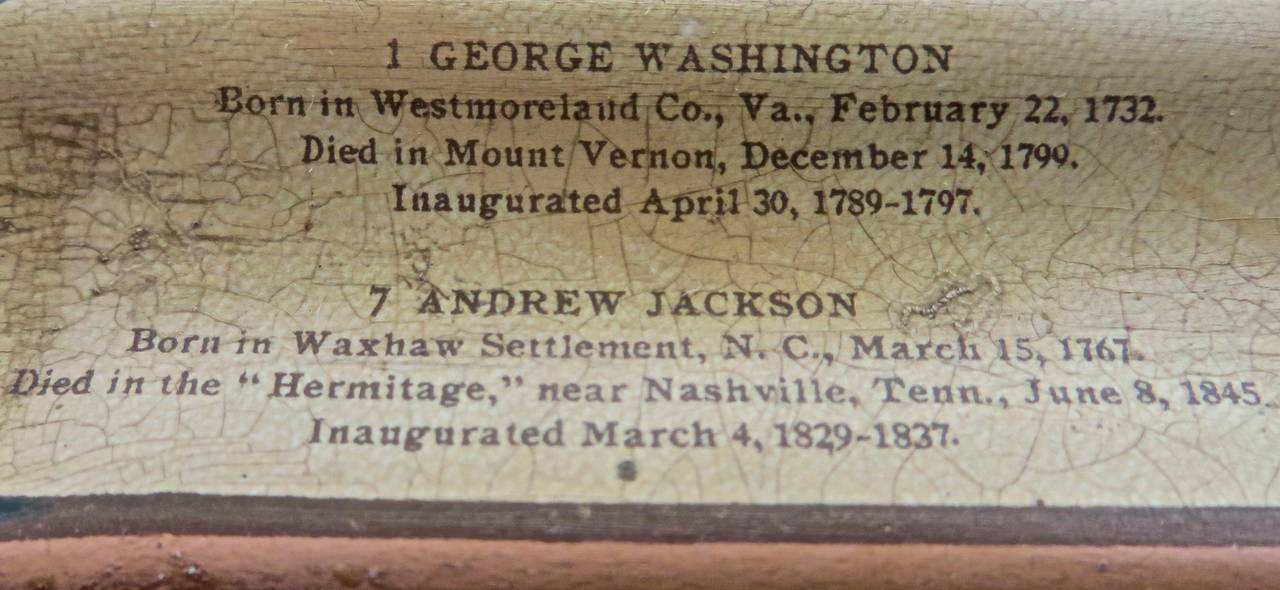 1 GEORGE WASHINGTON
Born in Westmoreland Co., Va., February 22, 1732.
Died in Mount Vernon, December 14, 1799.
Inaugurated April 30, 1789-1797.
7 ANDREW JACKSON
Born in Waxhaw Settlement, N. C., March 15, 1767.
Died in the “Hermitage,” near Nashville, Tenn., June 8, 1845.
Inaugurated March 4, 1829-1837.